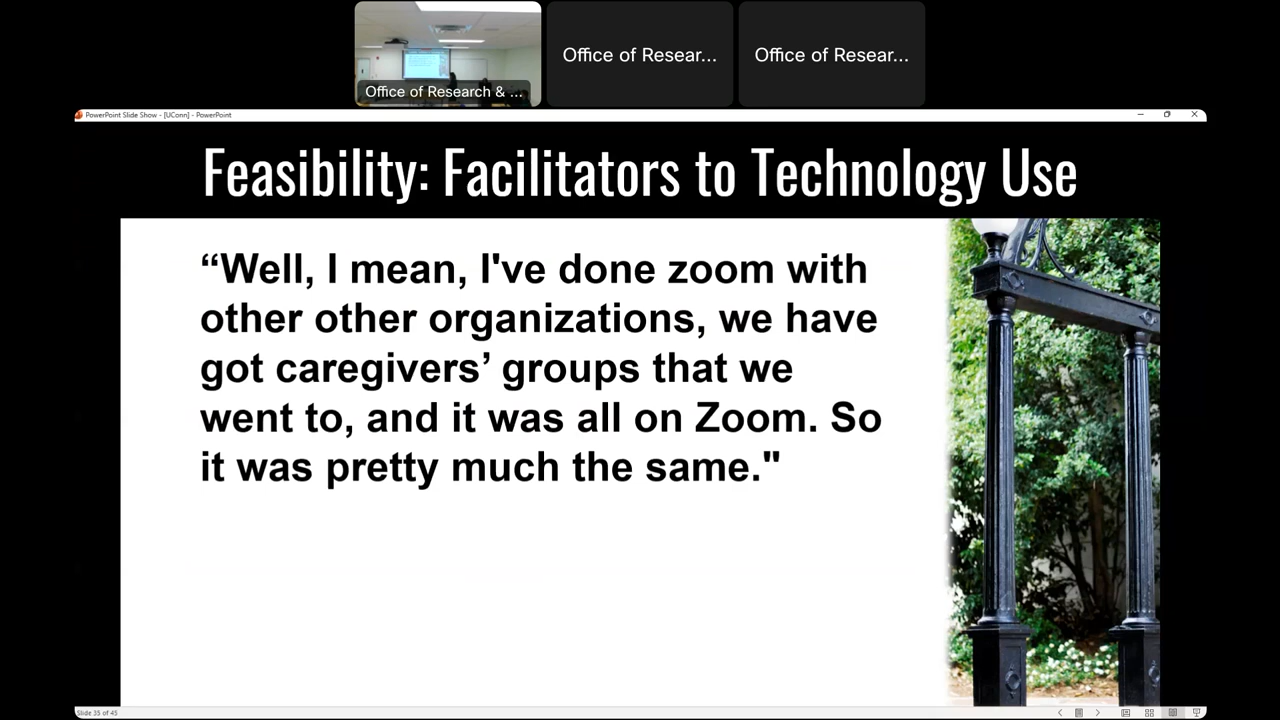 Office of Research & ...
Office of Resear...
Office of Resear...
PowerPoint Slide Show - [UConn] - PowerPoint
Feasibility: Facilitators to Technology Use
“Well, I mean, I've done zoom with
other other organizations, we have
got caregivers’ groups that we
went to, and it was all on Zoom. So
it was pretty much the same."
Slide 35 of 45